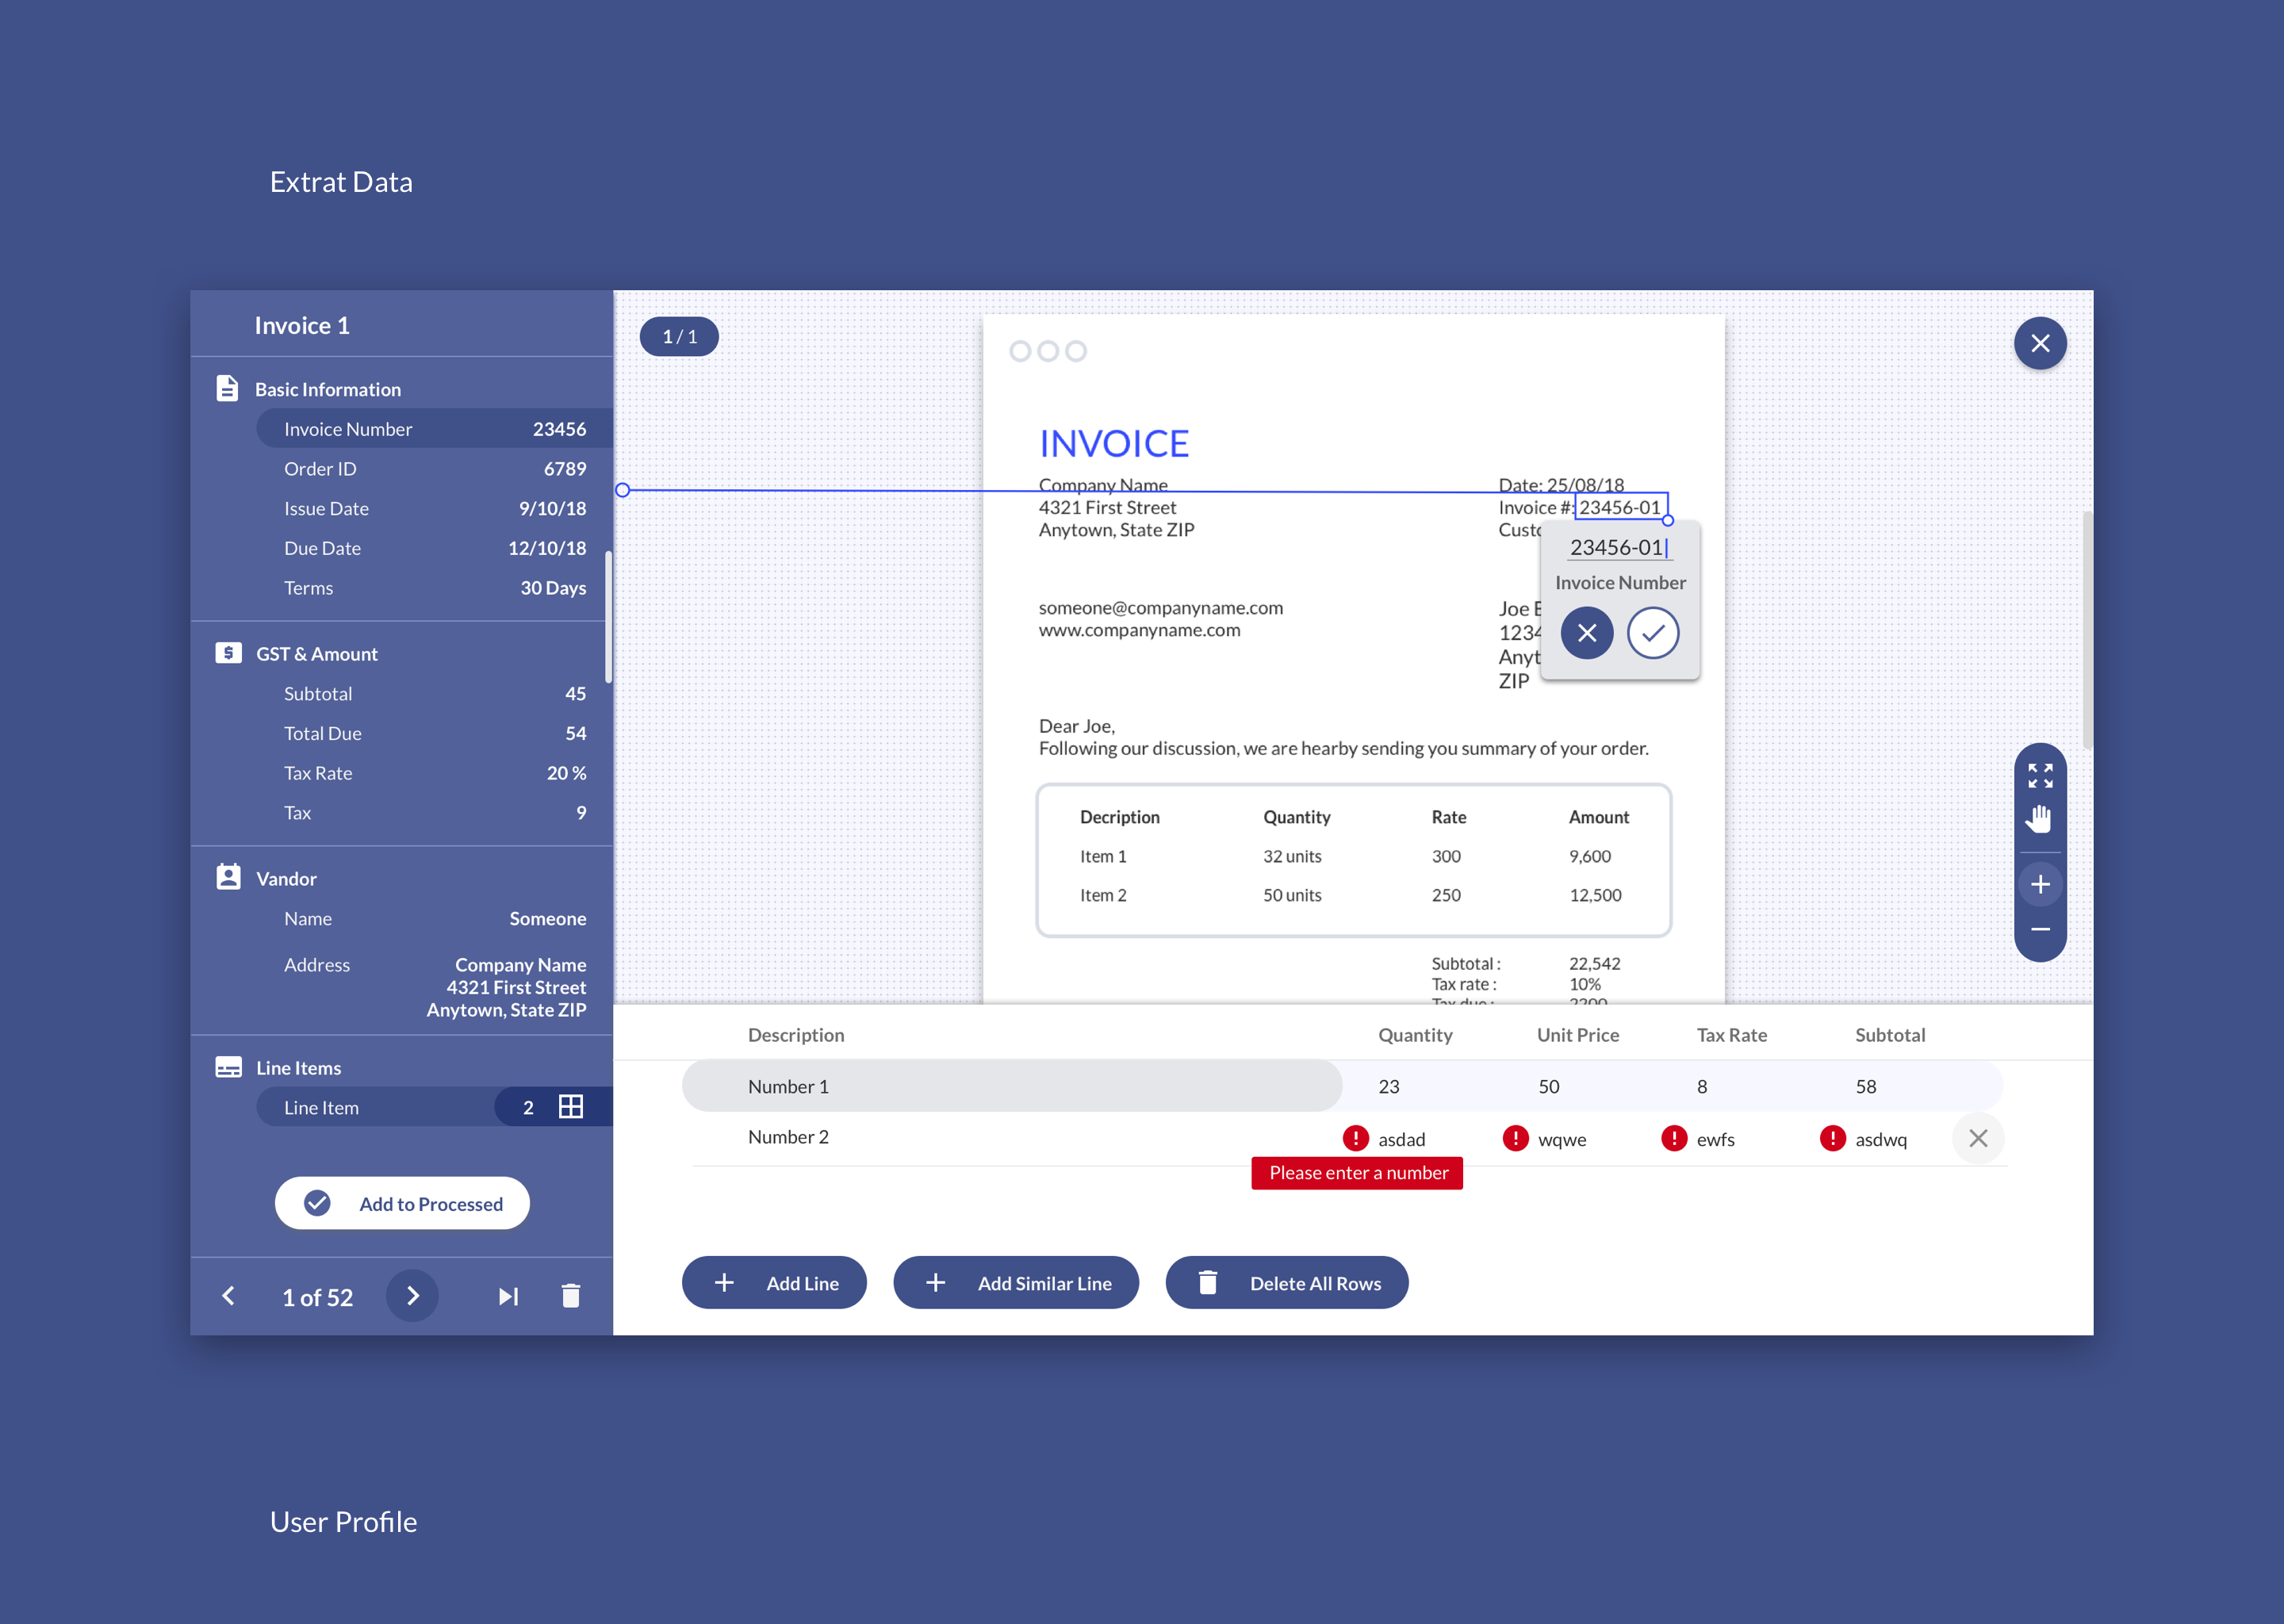 Extrat Data
Invoice 1
Basic Information
Invoice Number 23456
Order ID 6789
Issue Date 9/10/18
Due Date 12/10/18
Terms 30 Days
GST & Amount
Subtotal 45
Total Due 54
Tax Rate 20 %
Tax 9
Vandor
Name Someone
Address Company Name
4321 First Street
Anytown, State ZIP
Line Items
Line Item 2
Add to Processed
1 of 52
1 / 1
INVOICE
Company Name
4321 First Street
Anytown, State ZIP
Date: 25/08/18
Invoice #: 23456-01
Custo
23456-01
Invoice Number
someone@companyname.com
www.companyname.com
Joe
1234
Anyt
ZIP
Dear Joe,
Following our discussion, we are hearby sending you summary of your order.
Decription Quantity Rate Amount
Item 1 32 units 300 9,600
Item 2 50 units 250 12,500
Subtotal : 22,542
Tax rate : 10%
Tax due : 2200
Description Quantity Unit Price Tax Rate Subtotal
Number 1 23 50 8 58
Number 2 asdad wqwe ewfs asdwq
Please enter a number
Add Line
Add Similar Line
Delete All Rows
User Profile